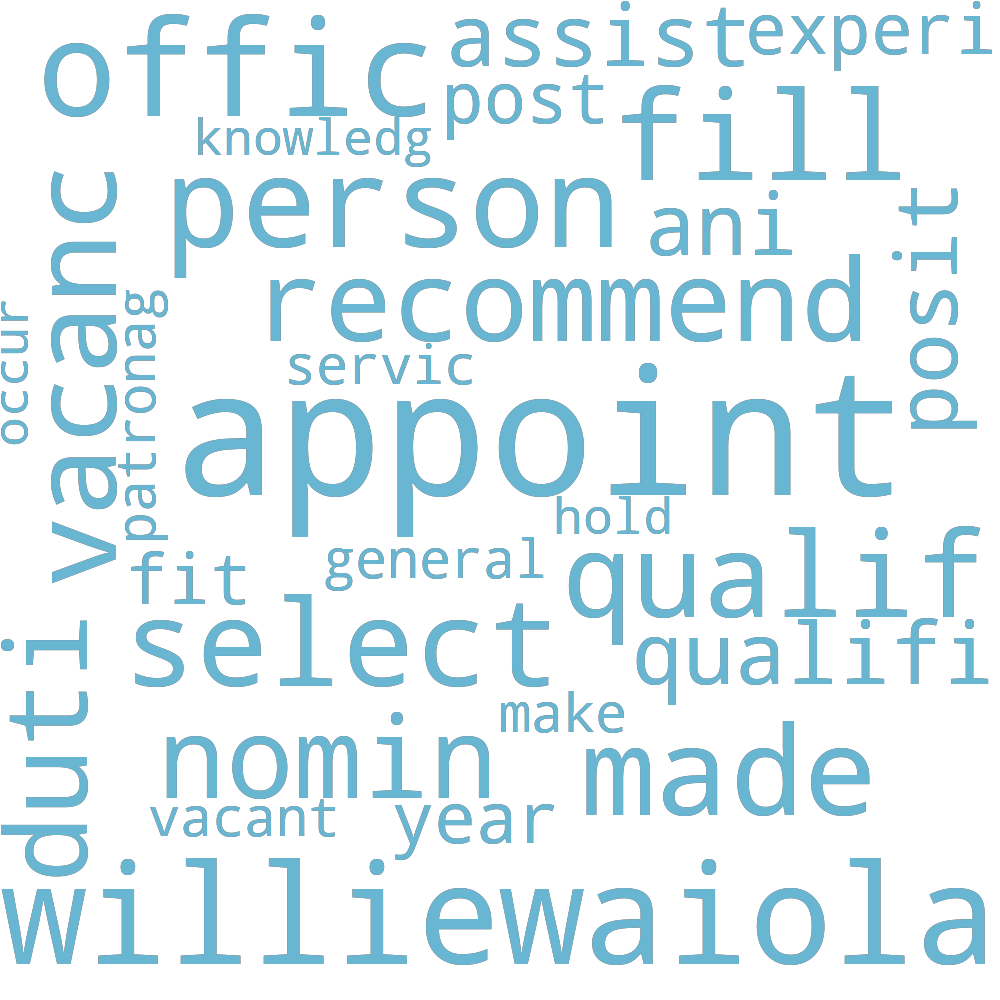 offic
assist
experi
post
fill
knowledg
person
ani
vacanc
posit
recommend
occur
patronag
servic
appoint
hold
general
qualif
fit
select
qualifi
duti
make
nomin
made
vacant
year
williewaiola